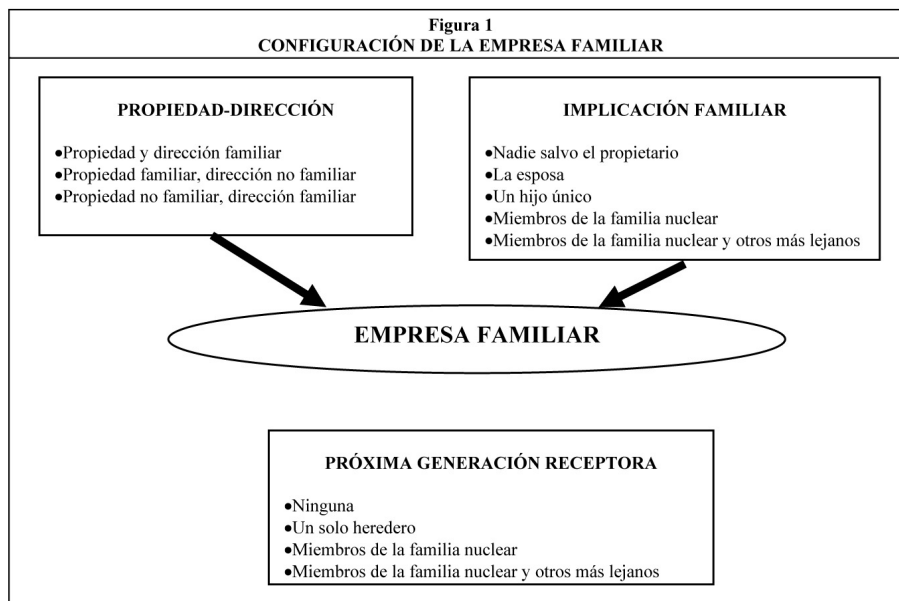 Figura 1
CONFIGURACIÓN DE LA EMPRESA FAMILIAR
PROPIEDAD-DIRECCIÓN
•Propiedad y dirección familiar
•Propiedad familiar, dirección no familiar
•Propiedad no familiar, dirección familiar
IMPLICACIÓN FAMILIAR
•Nadie salvo el propietario
•La esposa
•Un hijo único
•Miembros de la familia nuclear
•Miembros de la familia nuclear y otros más lejanos
EMPRESA FAMILIAR
PRÓXIMA GENERACIÓN RECEPTORA
•Ninguna
•Un solo heredero
•Miembros de la familia nuclear
•Miembros de la familia nuclear y otros más lejanos